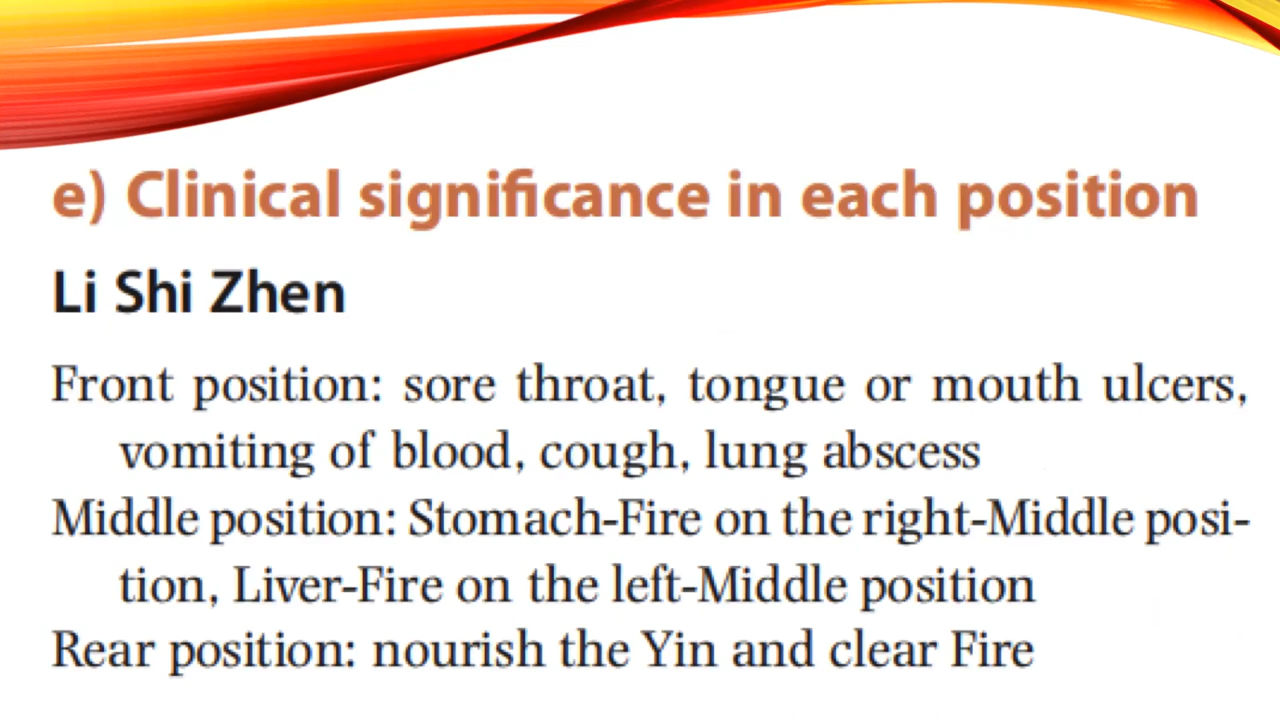 e) Clinical significance in each position
Li Shi Zhen
Front position: sore throat, tongue or mouth ulcers,
vomiting of blood, cough, lung abscess
Middle position: Stomach-Fire on the right-Middle posi-
tion, Liver-Fire on the left-Middle position
Rear position: nourish the Yin and clear Fire